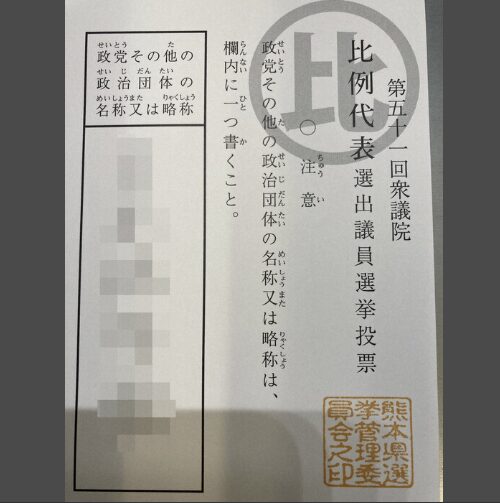 比
第五十一回衆議院
比例代表選出議員選挙投票
○注意
政党その他の政治団体の名称又は略称は、
欄内に一つ書くこと。
政党その他の
政治団体の
名称又は略称
熊本県選
挙管理委
員会之印